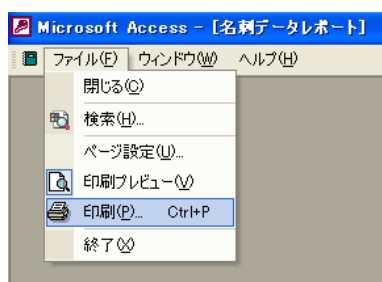 Microsoft Access - [名刺データレポート]
ファイル(F) ウィンドウ(W) ヘルプ(H)
閉じる(C)
検索(H)...
ページ設定(U)...
印刷プレビュー(V)
印刷(P)... Ctrl+P
終了(X)